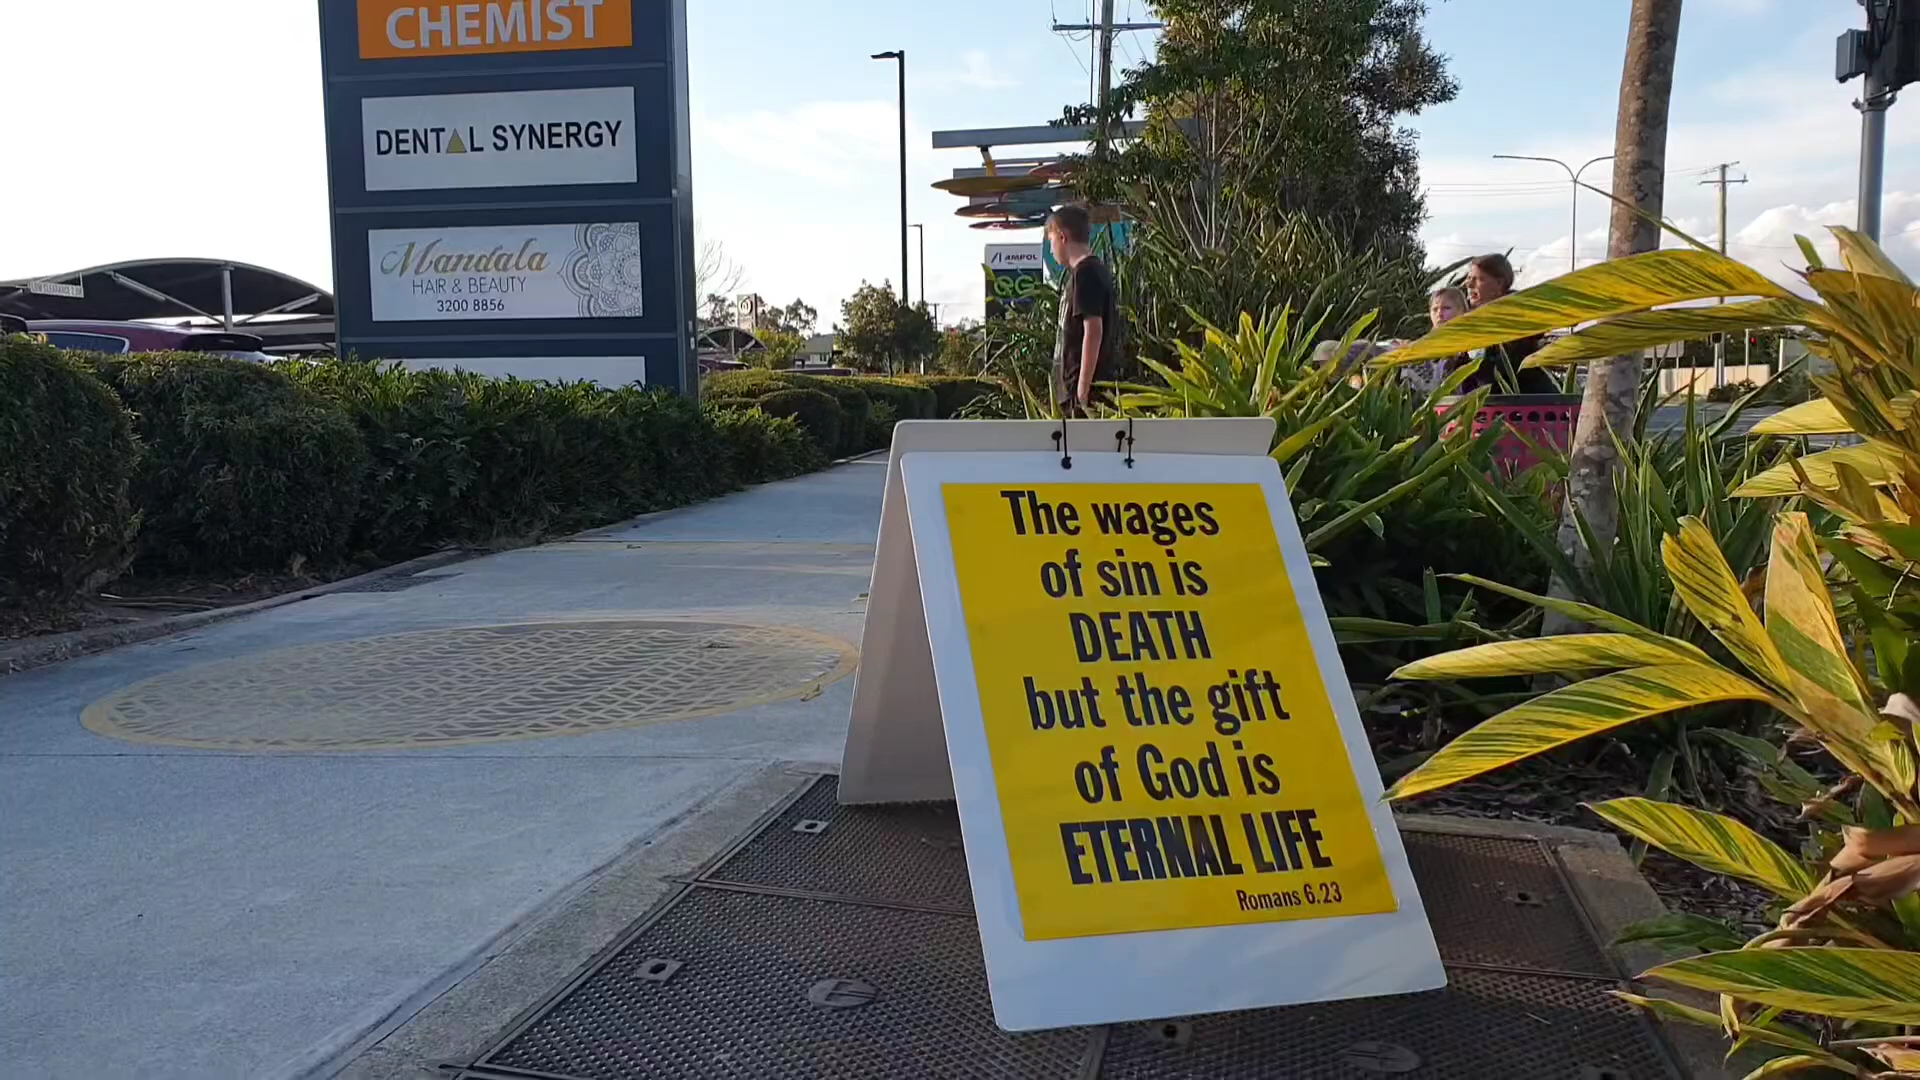 CHEMIST
DENTAL SYNERGY
Mandala
HAIR & BEAUTY
3200 8856
AMPOL
The wages
of sin is
DEATH
but the gift
of God is
ETERNAL LIFE
Romans 6.23